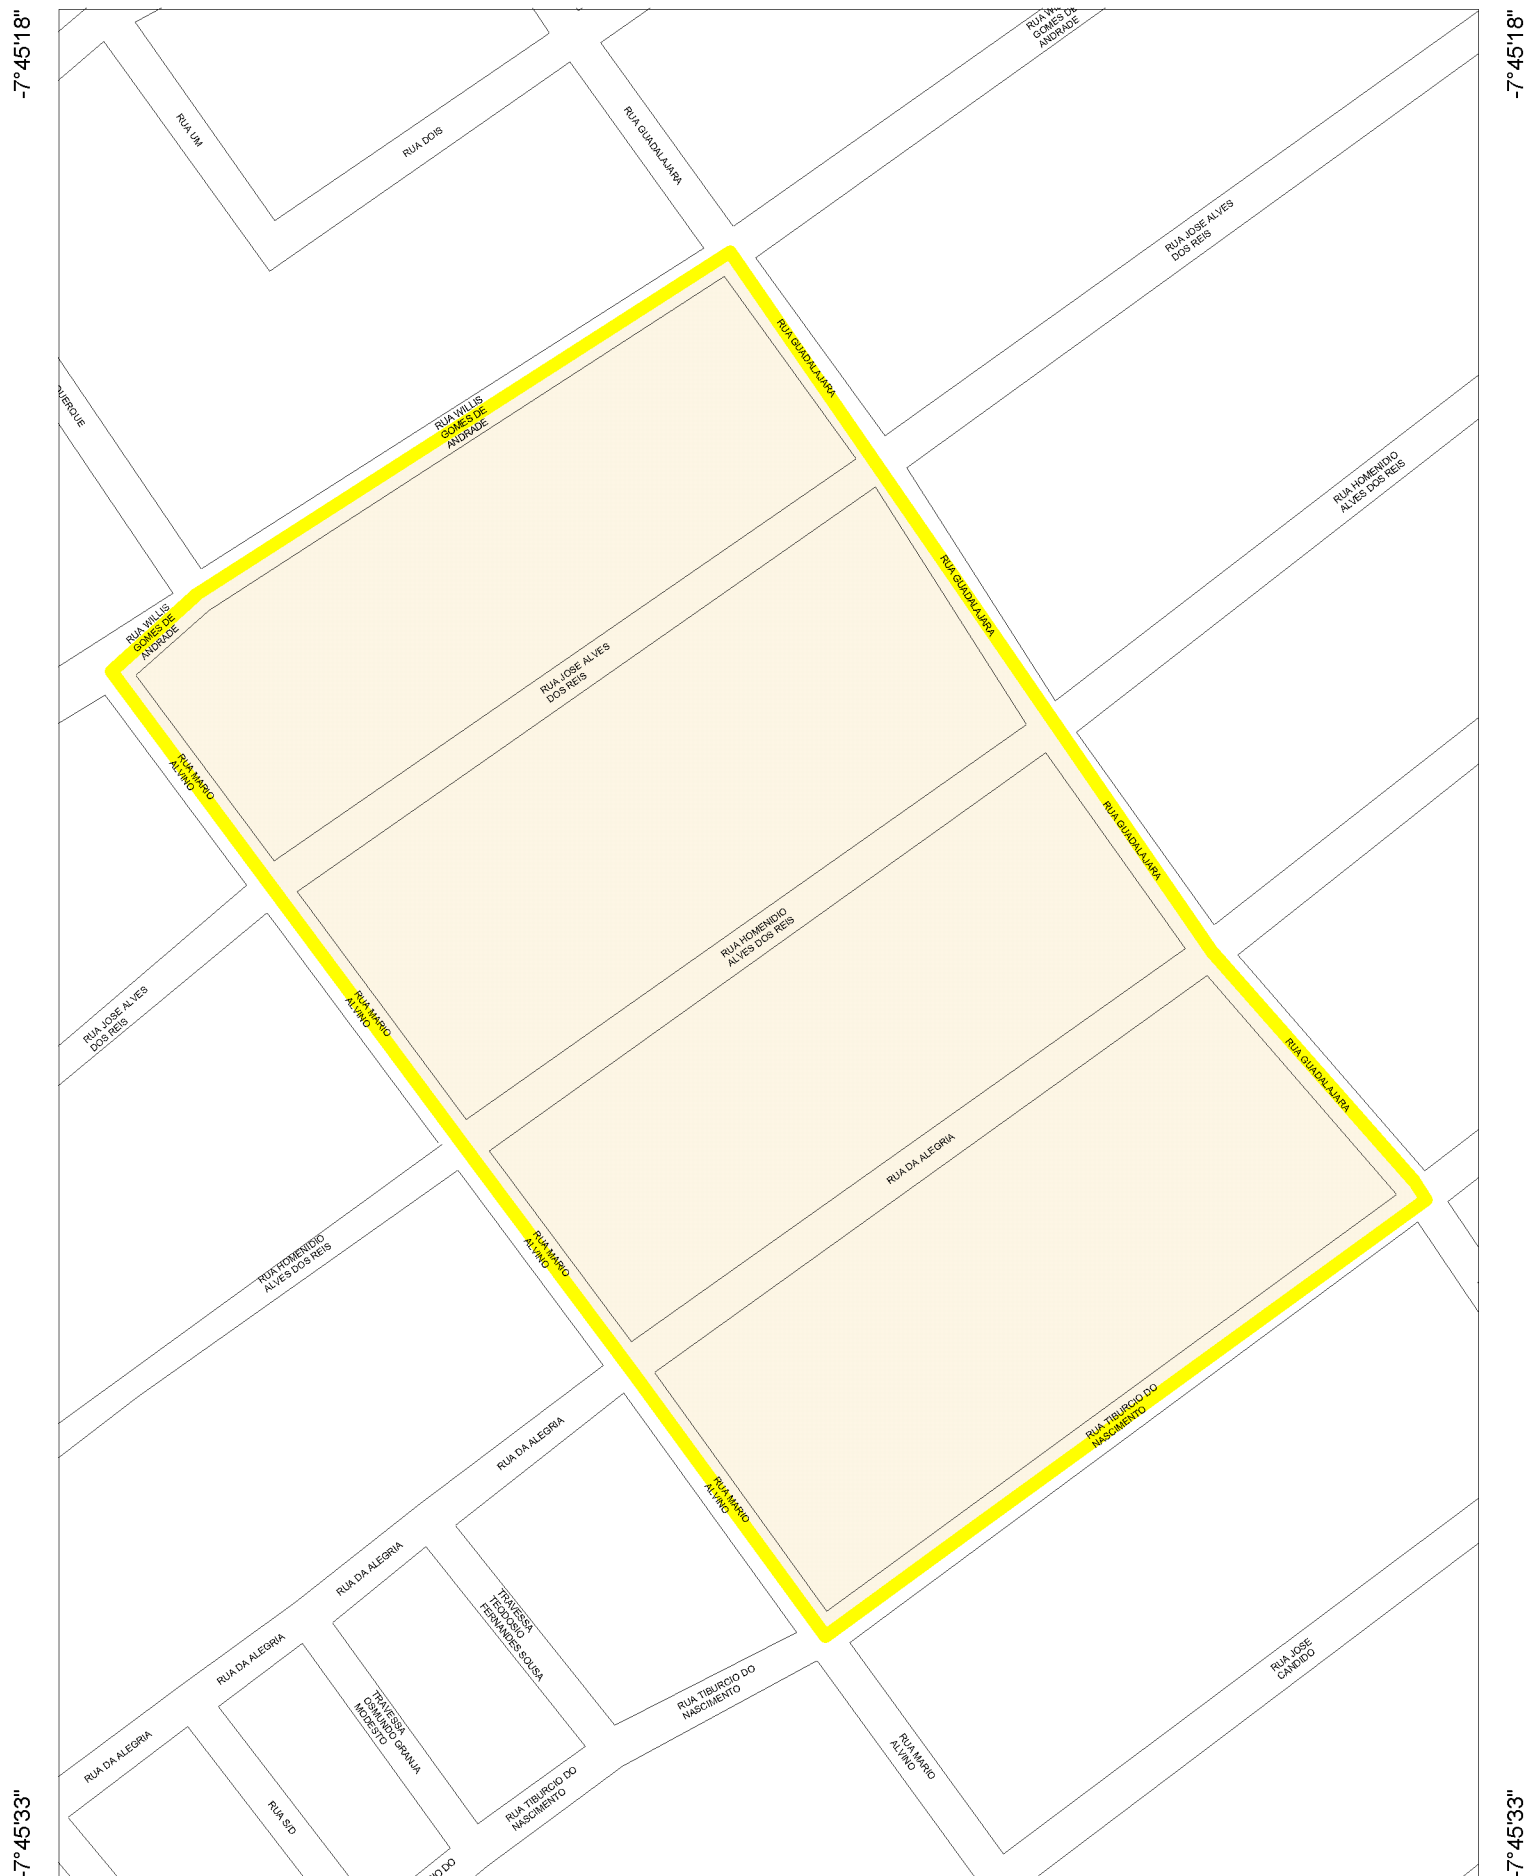 -7°45'18"
-7°45'18"
GOMES DE
ANDRADE
RUA UM
RUA DOIS
RUA GUADALAJARA
RUA JOSE ALVES
DOS REIS
RUA GUADALAJARA
RUA WILLIS
GOMES DE
ANDRADE
RUA HOMENIDIO
ALVES DOS REIS
RUA WILLIS
GOMES DE
ANDRADE
RUA GUADALAJARA
RUA JOSE ALVES
DOS REIS
RUA MARIO
ALVINO
RUA GUADALAJARA
RUA HOMENIDIO
ALVES DOS REIS
RUA JOSE ALVES
DOS REIS
RUA MARIO
ALVINO
RUA GUADALAJARA
RUA DA ALEGRIA
RUA HOMENIDIO
ALVES DOS REIS
RUA MARIO
ALVINO
RUA TIBURCIO DO
NASCIMENTO
RUA DA ALEGRIA
RUA MARIO
ALVINO
RUA DA ALEGRIA
TRAVESSA
TEODOSIO
FERNANDES SOUSA
RUA DA ALEGRIA
RUA JOSE
CANDIDO
RUA TIBURCIO DO
NASCIMENTO
TRAVESSA
OSMUNDO GRANJA
MODESTO
RUA DA ALEGRIA
RUA MARIO
ALVINO
RUA TIBURCIO DO
NASCIMENTO
RUA S/D
-7°45'33"
-7°45'33"